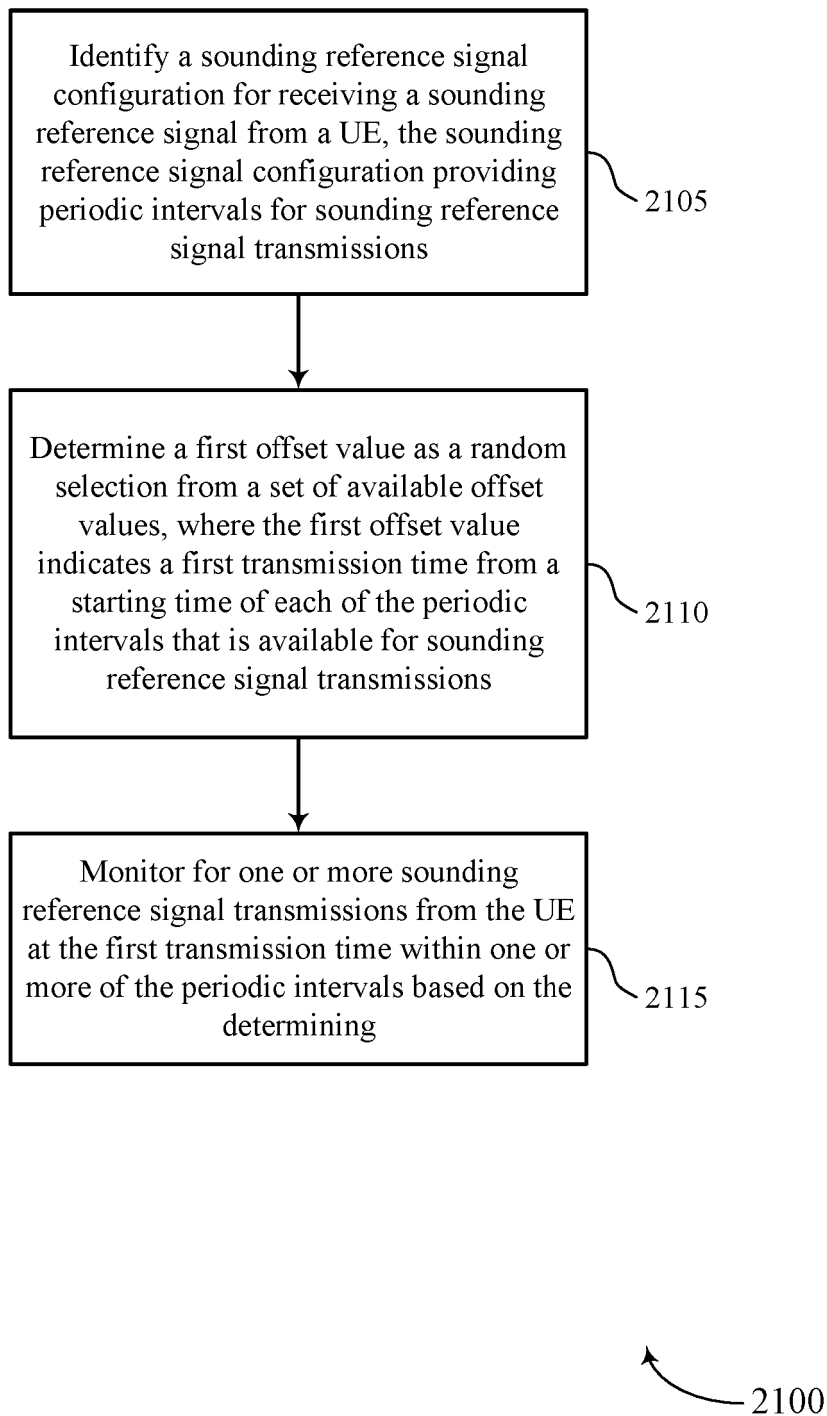 Identify a sounding reference signal
configuration for receiving a sounding
reference signal from a UE, the sounding
reference signal configuration providing
periodic intervals for sounding reference
signal transmissions
2105
Determine a first offset value as a random
selection from a set of available offset
values, where the first offset value
indicates a first transmission time from a
starting time of each of the periodic
intervals that is available for sounding
reference signal transmissions
2110
Monitor for one or more sounding
reference signal transmissions from the UE
at the first transmission time within one or
more of the periodic intervals based on the
determining
2115
2100